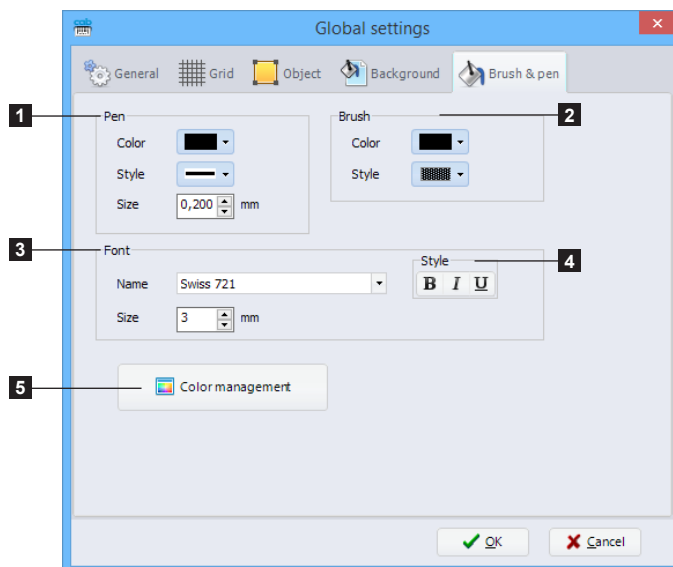 cab
Global settings
General Grid Object Background Brush & pen
1 Pen Brush 2
Color Color
Style Style
Size 0,200 mm
3 Font
Style 4
Name Swiss 721 B I U
Size 3 mm
5 Color management
OK Cancel